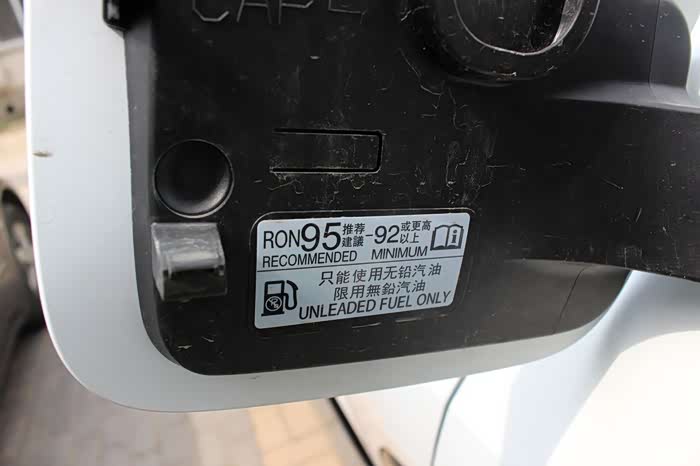 RON95 推荐 建議 -92 或更高 以上
RECOMMENDED MINIMUM
只能使用无铅汽油
限用無鉛汽油
UNLEADED FUEL ONLY